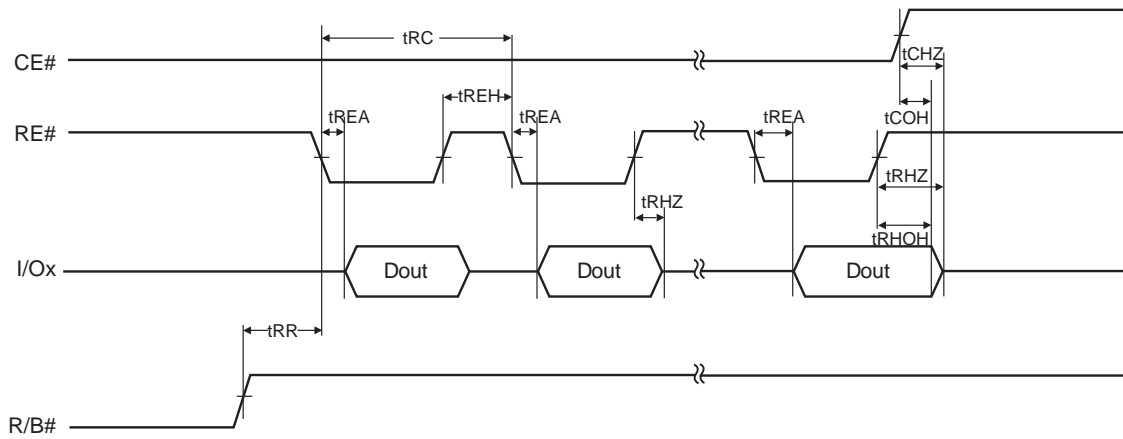 tRC
CE#
tCHZ
tREH
tCOH
tREA
tREA
tREA
RE#
tRHZ
tRHZ
tRHOH
I/Ox
Dout
Dout
Dout
tRR
R/B#